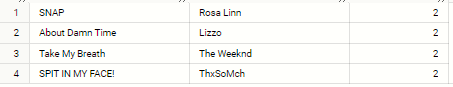 1 SNAP Rosa Linn 2
2 About Damn Time Lizzo 2
3 Take My Breath The Weeknd 2
4 SPIT IN MY FACE! ThxSoMch 2